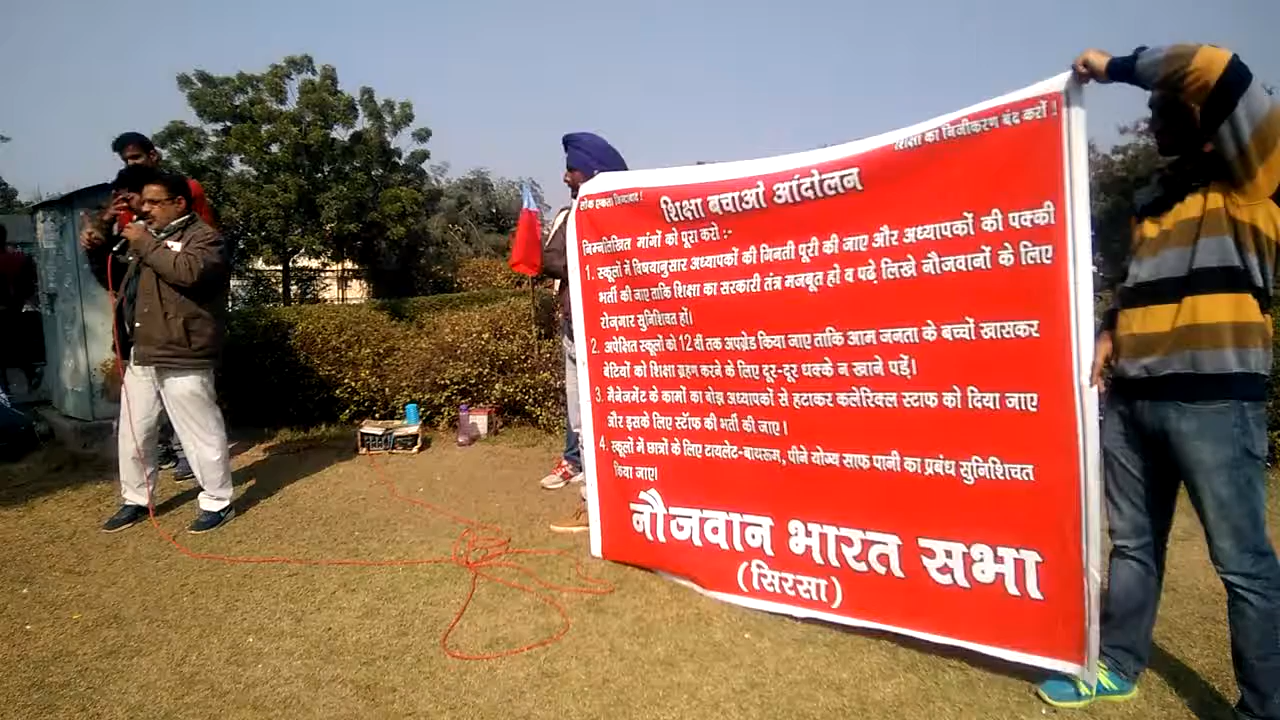 लोक एकता जिन्दाबाद !
शिक्षा का निजीकरण बंद करो !
शिक्षा बचाओ आंदोलन
निम्नलिखित मांगों को पूरा करो :-
1. स्कूलों में विषयानुसार अध्यापकों की गिनती पूरी की जाए और अध्यापकों की पक्की
भर्ती की जाए ताकि शिक्षा का सरकारी तंत्र मजबूत हो व पढ़े लिखे नौजवानों के लिए
रोजगार सुनिश्चित हों।
2. अपेक्षित स्कूलों को 12 वीं तक अपग्रेड किया जाए ताकि आम जनता के बच्चों खासकर
बेटियों को शिक्षा ग्रहण करने के लिए दूर-दूर धक्के न खाने पड़ें।
3. मैनेजमेंट के कामों का बोझ अध्यापकों से हटाकर कलेरिक्ल स्टाफ को दिया जाए
और इसके लिए स्टॉफ की भर्ती की जाए।
4. स्कूलों में छात्रों के लिए टायलेट-बाथरूम, पीने योग्य साफ पानी का प्रबंध सुनिशिचत
किया जाए।
नौजवान भारत सभा
(सिरसा)